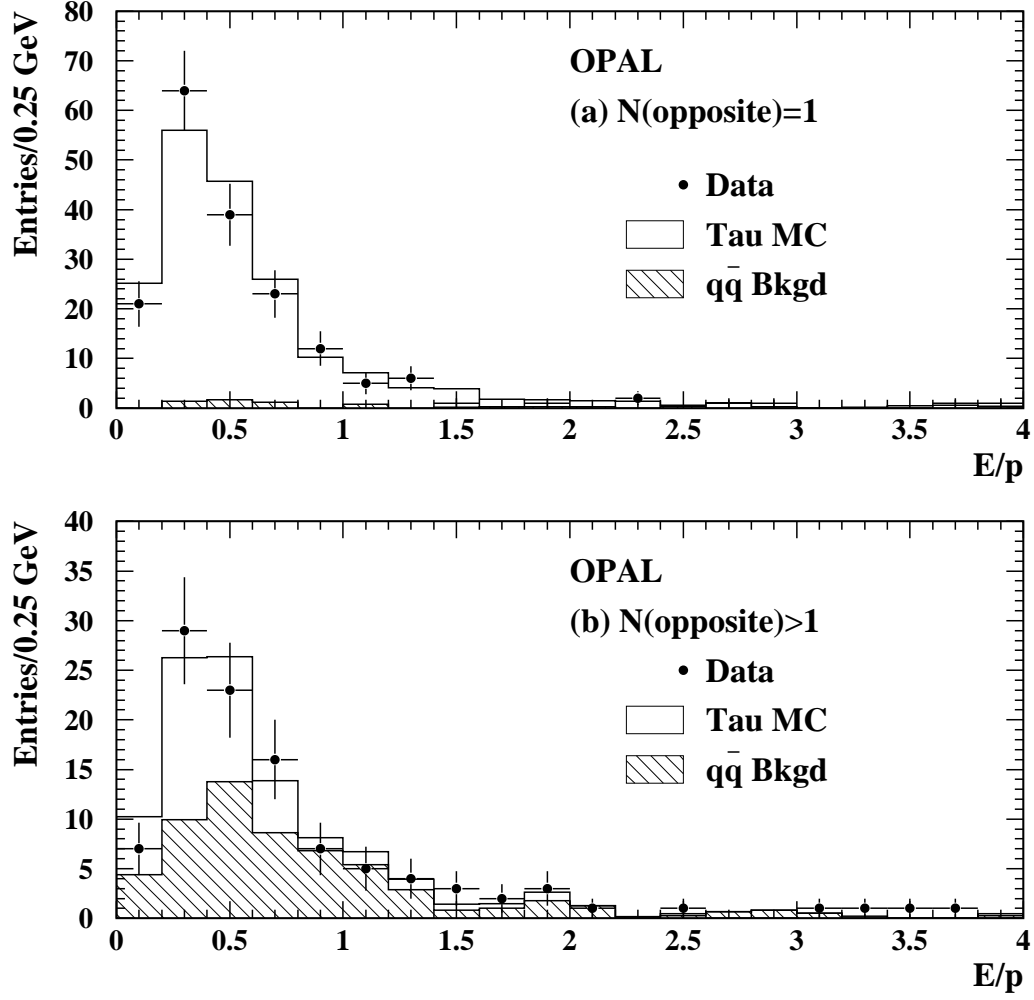 Entries/0.25 GeV
80
70
60
50
40
30
20
10
0
OPAL
(a) N(opposite)=1
Data
Tau MC
qq̄ Bkgd
0 0.5 1 1.5 2 2.5 3 3.5 4
E/p
Entries/0.25 GeV
40
35
30
25
20
15
10
5
0
OPAL
(b) N(opposite)>1
Data
Tau MC
qq̄ Bkgd
0 0.5 1 1.5 2 2.5 3 3.5 4
E/p